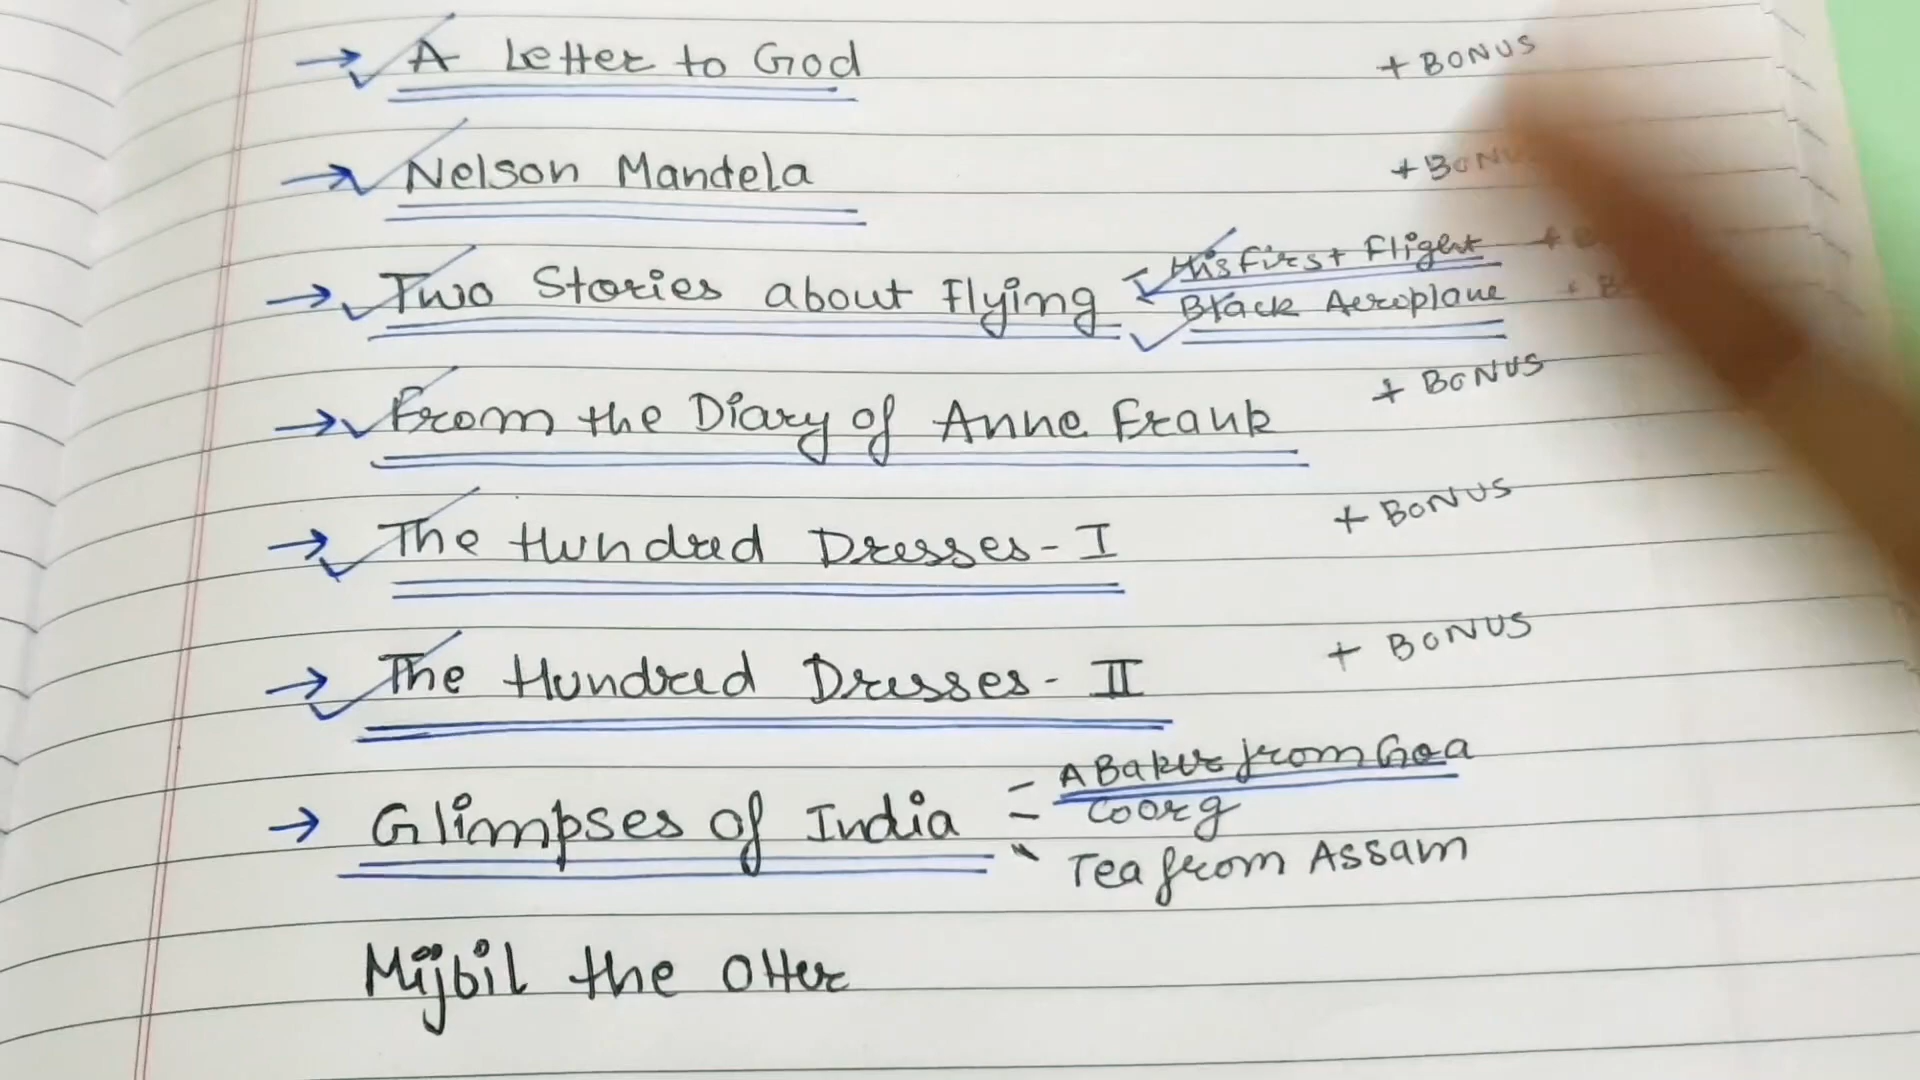 → A Letter to God + BONUS
→ Nelson Mandela
→ Two Stories about Flying His first Flight
Black Aeroplane
→ From the Diary of Anne Frank + BONUS
→ The Hundred Dresses - I + BONUS
→ The Hundred Dresses - II + BONUS
→ Glimpses of India - A Baker from Goa
- Coorg
Tea from Assam
Mijbil the Otter